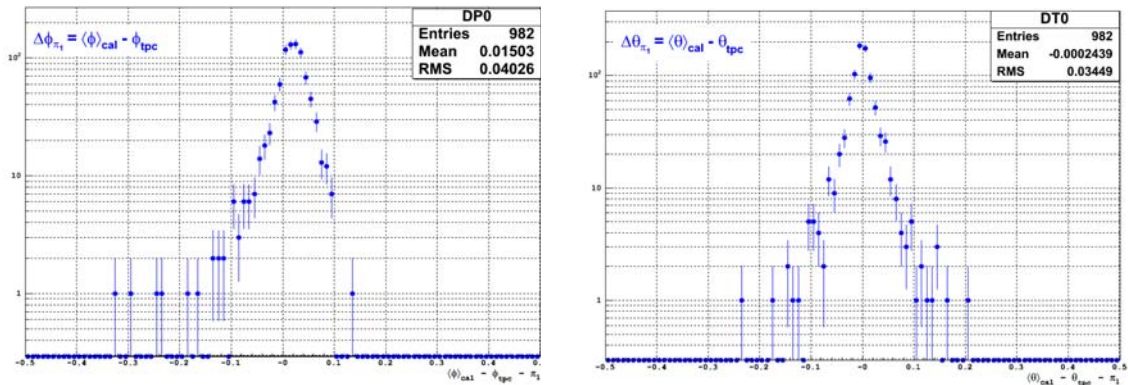 DP0
Entries 982
Mean 0.01503
RMS 0.04026
Δφπ₁ = ⟨φ⟩cal - φtpc
10²
10
1
-0.5 -0.4 -0.3 -0.2 -0.1 -0.0 0.1 0.2 0.3 0.4 0.5
⟨φ⟩cal - φtpc - π₁
DT0
Entries 982
Mean -0.0002439
RMS 0.03449
Δθπ₁ = ⟨θ⟩cal - θtpc
10²
10
1
-0.5 -0.4 -0.3 -0.2 -0.1 -0.0 0.1 0.2 0.3 0.4 0.5
⟨θ⟩cal - θtpc - π₁